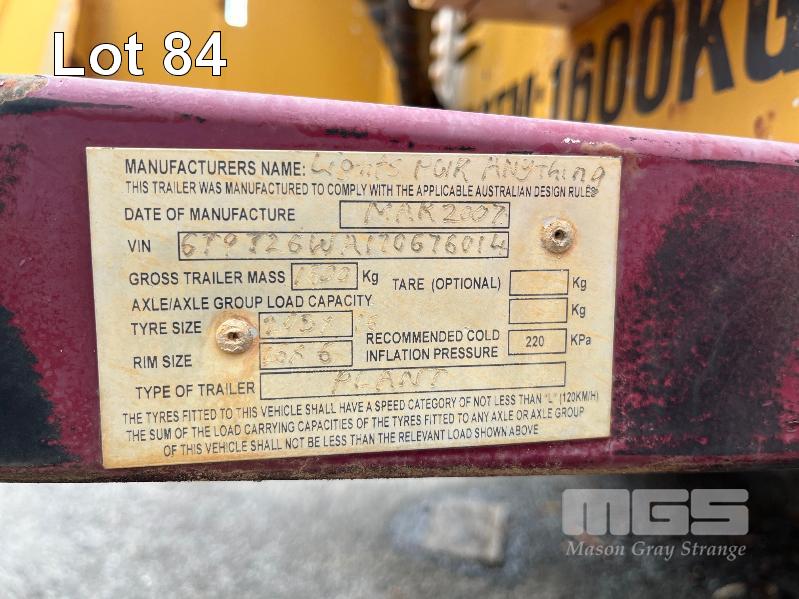 Lot 84
1600KG
MANUFACTURERS NAME: Lights FOR ANYthing
THIS TRAILER WAS MANUFACTURED TO COMPLY WITH THE APPLICABLE AUSTRALIAN DESIGN RULES
DATE OF MANUFACTURE MAR 2007
VIN 6T9T26WA170676014
GROSS TRAILER MASS Kg TARE (OPTIONAL) Kg
AXLE/AXLE GROUP LOAD CAPACITY Kg
TYRE SIZE
RIM SIZE RECOMMENDED COLD INFLATION PRESSURE 220 KPa
TYPE OF TRAILER PLANT
THE TYRES FITTED TO THIS VEHICLE SHALL HAVE A SPEED CATEGORY OF NOT LESS THAN "L" (120KM/H)
THE SUM OF THE LOAD CARRYING CAPACITIES OF THE TYRES FITTED TO ANY AXLE OR AXLE GROUP
OF THIS VEHICLE SHALL NOT BE LESS THAN THE RELEVANT LOAD SHOWN ABOVE
MGS
Mason Gray Strange